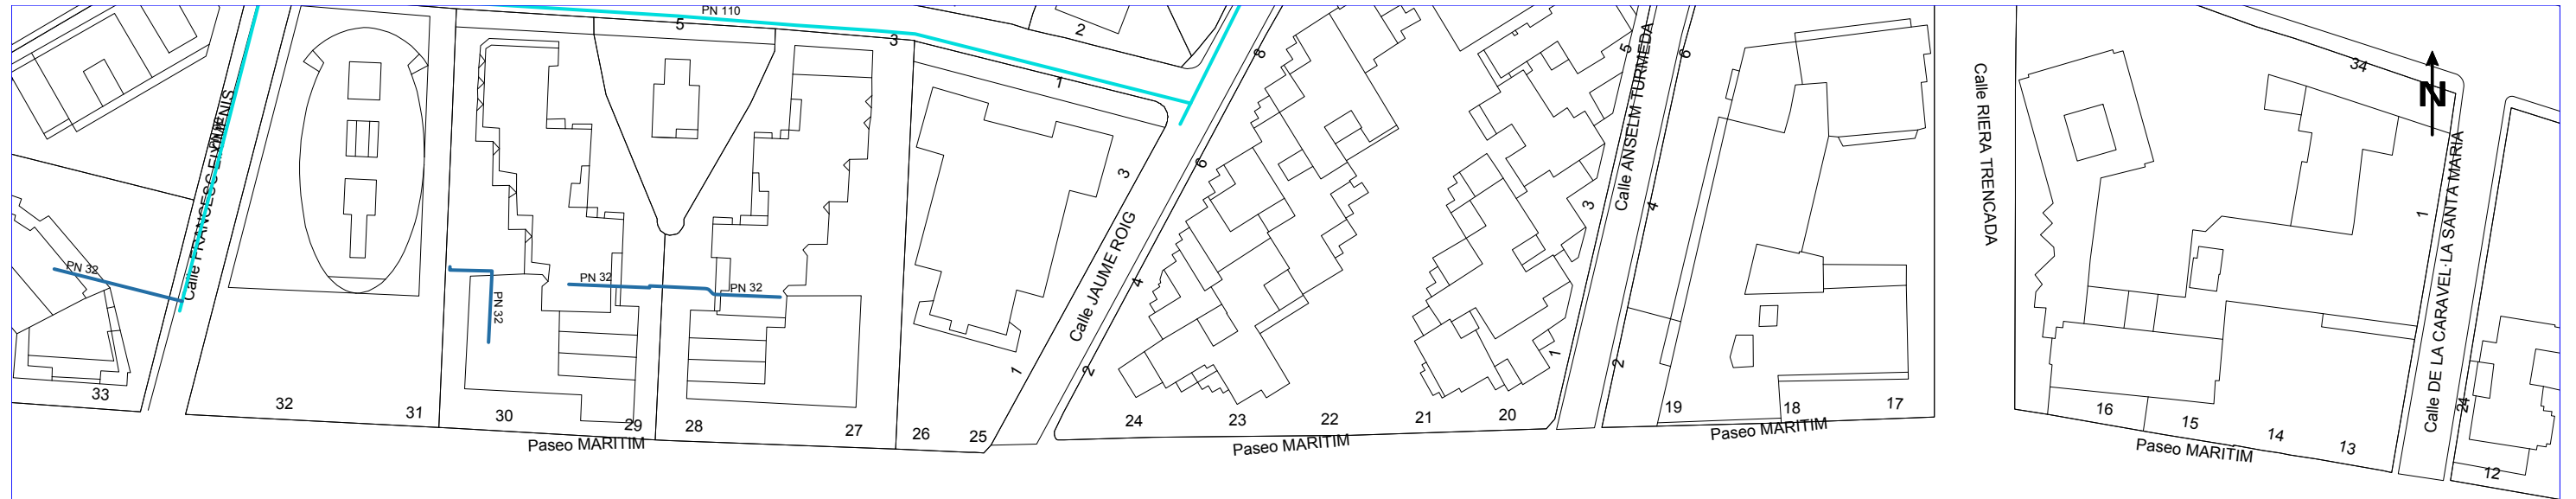 PN 110
5
3
2
1
8
5
6
34
N
Calle FRANCESC EIXIMENIS
Calle ANSELM TURMEDA
Calle RIERA TRENCADA
3
6
3
4
1
Calle DE LA CARAVEL·LA SANTA MARIA
Calle JAUME ROIG
4
PN 32
PN 32
PN 32
PN 32
1
2
1
2
33
32
31
30
29
28
27
26
25
24
23
22
21
20
19
18
17
16
15
14
13
24
12
Paseo MARITIM
Paseo MARITIM
Paseo MARITIM
Paseo MARITIM